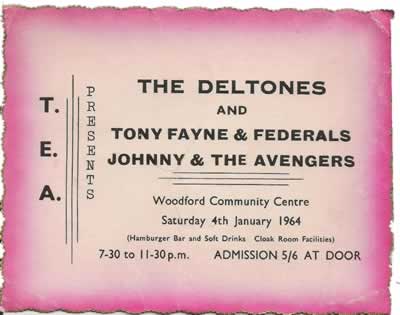 T.
E.
A.
PRESENTS
THE DELTONES
AND
TONY FAYNE & FEDERALS
JOHNNY & THE AVENGERS
Woodford Community Centre
Saturday 4th January 1964
(Hamburger Bar and Soft Drinks Cloak Room Facilities)
7-30 to 11-30 p.m. ADMISSION 5/6 AT DOOR